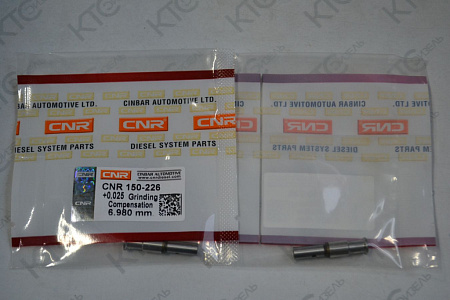 CINBAR AUTOMOTIVE LTD.
CNR
CNR
CNR
DIESEL SYSTEM PARTS
CNR
CINBAR AUTOMOTIVE
CNR 150-226
+0,025 Grinding
Compensation
6.980 mm
CINBAR AUTOMOTIVE LTD.
CNR
CNR
DIESEL SYSTEM PARTS